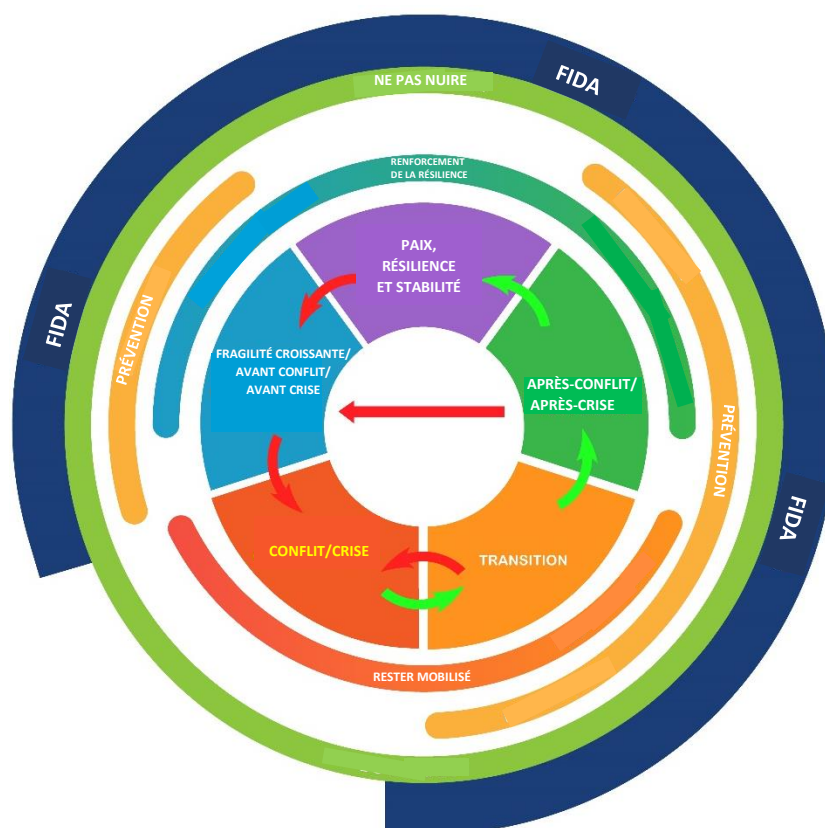 FIDA
NE PAS NUIRE
RENFORCEMENT
DE LA RÉSILIENCE
PAIX,
RÉSILIENCE
ET STABILITÉ
FIDA
PRÉVENTION
FRAGILITÉ CROISSANTE/
AVANT CONFLIT/
AVANT CRISE
APRÈS-CONFLIT/
APRÈS-CRISE
PRÉVENTION
FIDA
CONFLIT/CRISE
TRANSITION
RESTER MOBILISÉ